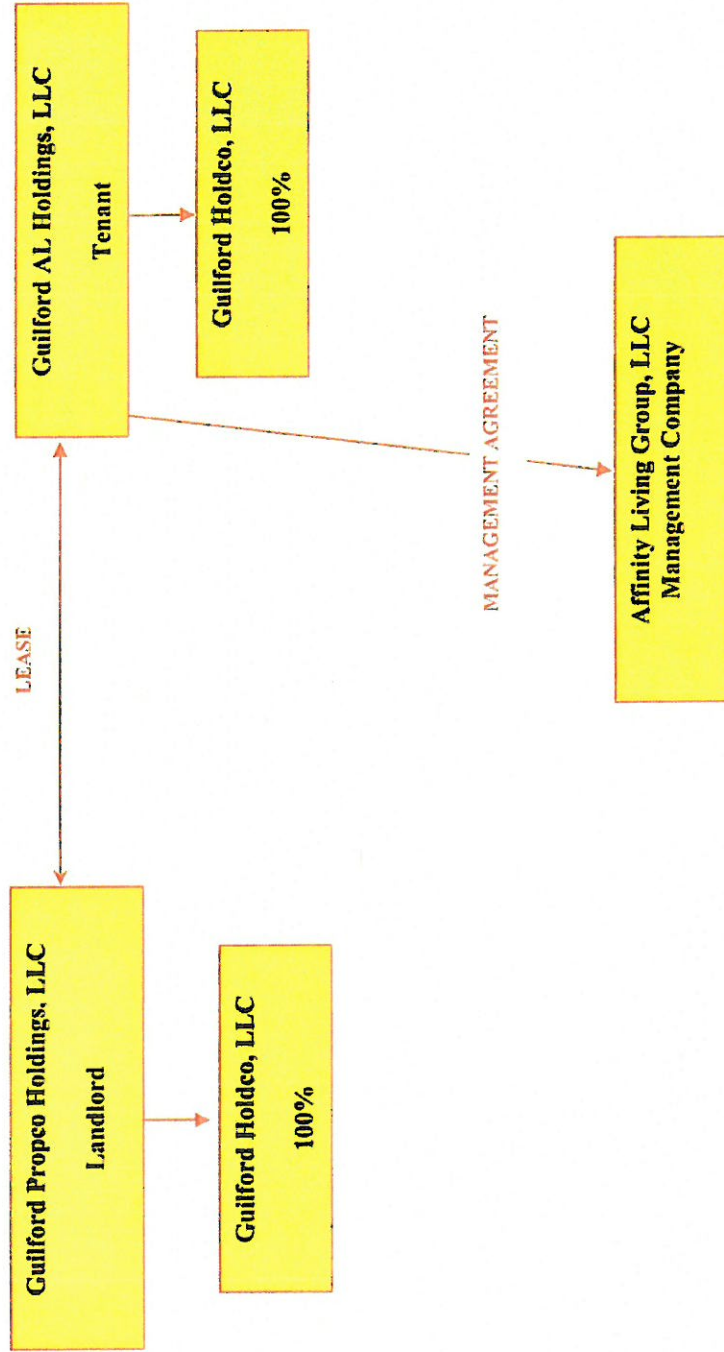 Guilford Propco Holdings, LLC
Landlord
Guilford Holdco, LLC
100%
LEASE
Guilford AL Holdings, LLC
Tenant
Guilford Holdco, LLC
100%
MANAGEMENT AGREEMENT
Affinity Living Group, LLC
Management Company